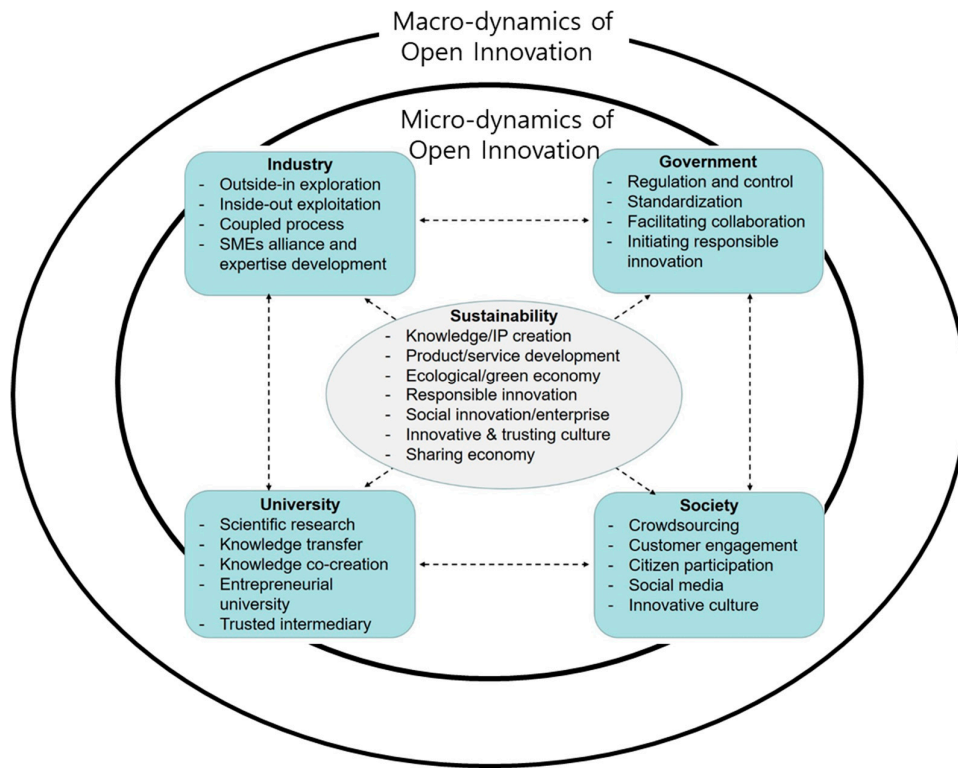 Macro-dynamics of
Open Innovation
Micro-dynamics of
Open Innovation
Industry
- Outside-in exploration
- Inside-out exploitation
- Coupled process
- SMEs alliance and
expertise development
Government
- Regulation and control
- Standardization
- Facilitating collaboration
- Initiating responsible
innovation
Sustainability
- Knowledge/IP creation
- Product/service development
- Ecological/green economy
- Responsible innovation
- Social innovation/enterprise
- Innovative & trusting culture
- Sharing economy
University
- Scientific research
- Knowledge transfer
- Knowledge co-creation
- Entrepreneurial
university
- Trusted intermediary
Society
- Crowdsourcing
- Customer engagement
- Citizen participation
- Social media
- Innovative culture